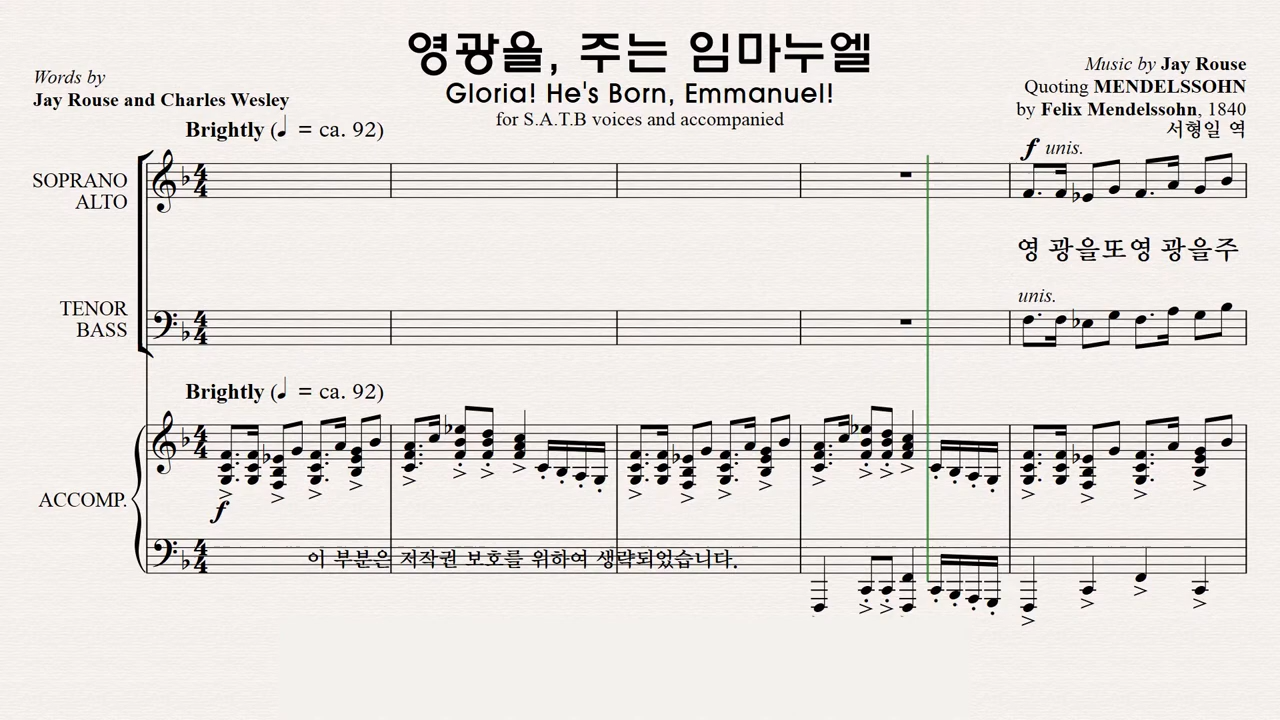 영광을, 주는 임마누엘
Gloria! He's Born, Emmanuel!
for S.A.T.B voices and accompanied
Words by
Jay Rouse and Charles Wesley
Music by Jay Rouse
Quoting MENDELSSOHN
by Felix Mendelssohn, 1840
서형일 역
Brightly (♩ = ca. 92)
f unis.
SOPRANO
ALTO
영 광을또영 광을주
unis.
TENOR
BASS
Brightly (♩ = ca. 92)
ACCOMP.
f
이 부분은 저작권 보호를 위하여 생략되었습니다.